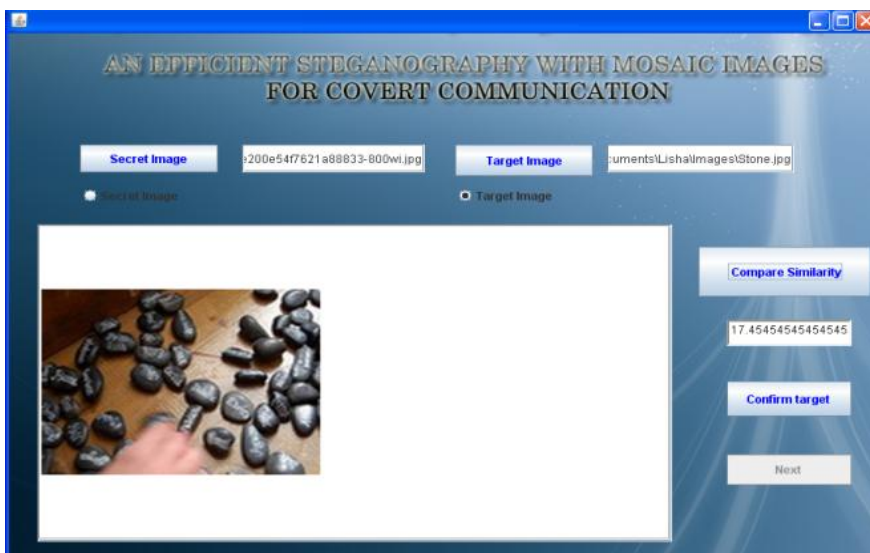 AN EFFICIENT STEGANOGRAPHY WITH MOSAIC IMAGES
FOR COVERT COMMUNICATION
Secret Image
e200e54f7621a88833-800wi.jpg
Target Image
cuments\Lisha\Images\Stone.jpg
Secret Image
Target Image
Compare Similarity
17.45454545454545
Confirm target
Next